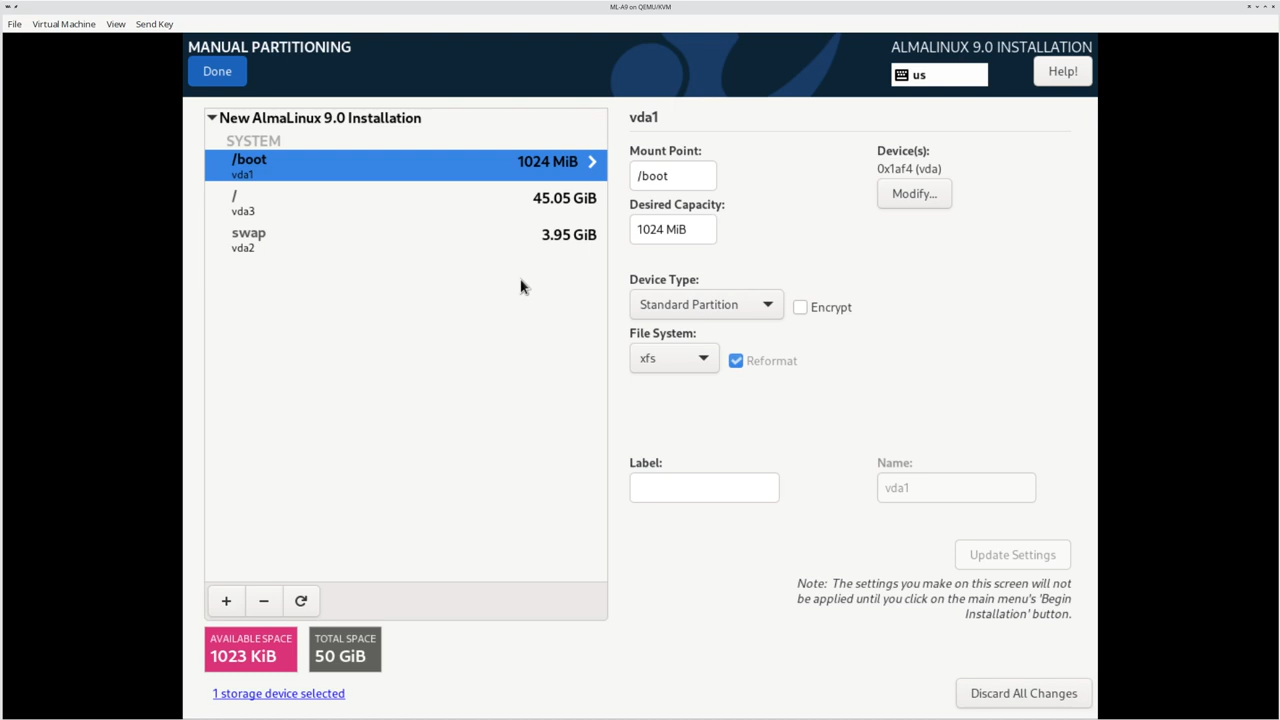 ML-A9 on QEMU/KVM
File Virtual Machine View Send Key
MANUAL PARTITIONING
Done
ALMALINUX 9.0 INSTALLATION
us
Help!
New AlmaLinux 9.0 Installation
SYSTEM
/boot 1024 MiB
vda1
/ 45.05 GiB
vda3
swap 3.95 GiB
vda2
+ − 
AVAILABLE SPACE
1023 KiB
TOTAL SPACE
50 GiB
1 storage device selected
vda1
Mount Point:
/boot
Desired Capacity:
1024 MiB
Device(s):
0x1af4 (vda)
Modify...
Device Type:
Standard Partition
Encrypt
File System:
xfs
Reformat
Label:
Name:
vda1
Update Settings
Note: The settings you make on this screen will not
be applied until you click on the main menu's 'Begin
Installation' button.
Discard All Changes